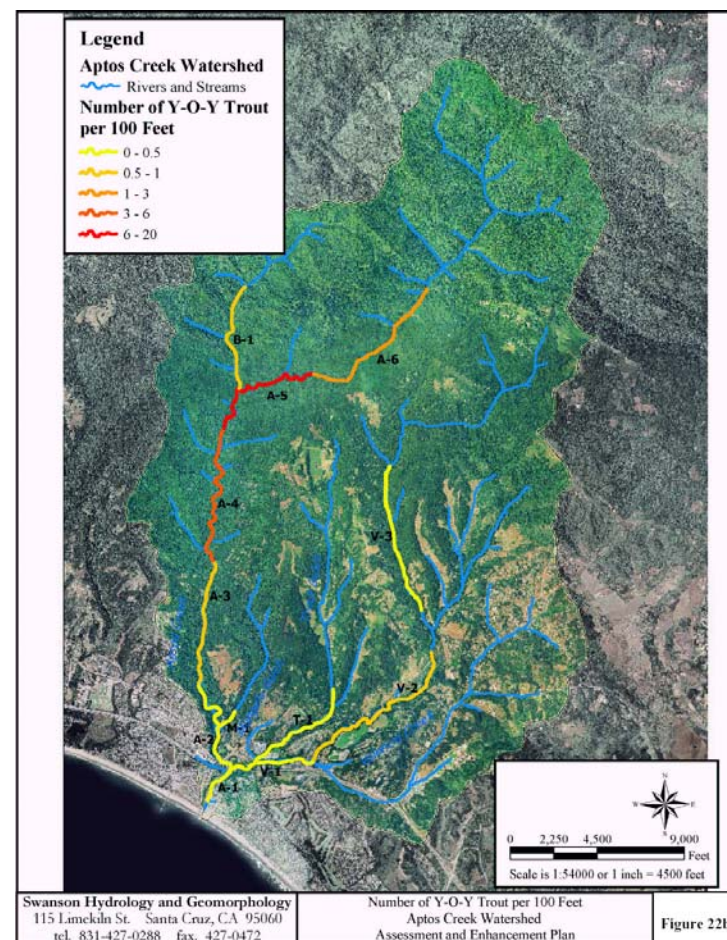 Legend
Aptos Creek Watershed
Rivers and Streams
Number of Y-O-Y Trout
per 100 Feet
0 - 0.5
0.5 - 1
1 - 3
3 - 6
6 - 20
B-1
A-6
A-5
A-4
V-3
A-3
V-2
T-1
M-1
A-2
V-1
A-1
N
W
E
S
0
2,250
4,500
9,000
Feet
Scale is 1:54000 or 1 inch = 4500 feet
Swanson Hydrology and Geomorphology
115 Limekiln St. Santa Cruz, CA 95060
tel. 831-427-0288 fax. 427-0472
Number of Y-O-Y Trout per 100 Feet
Aptos Creek Watershed
Assessment and Enhancement Plan